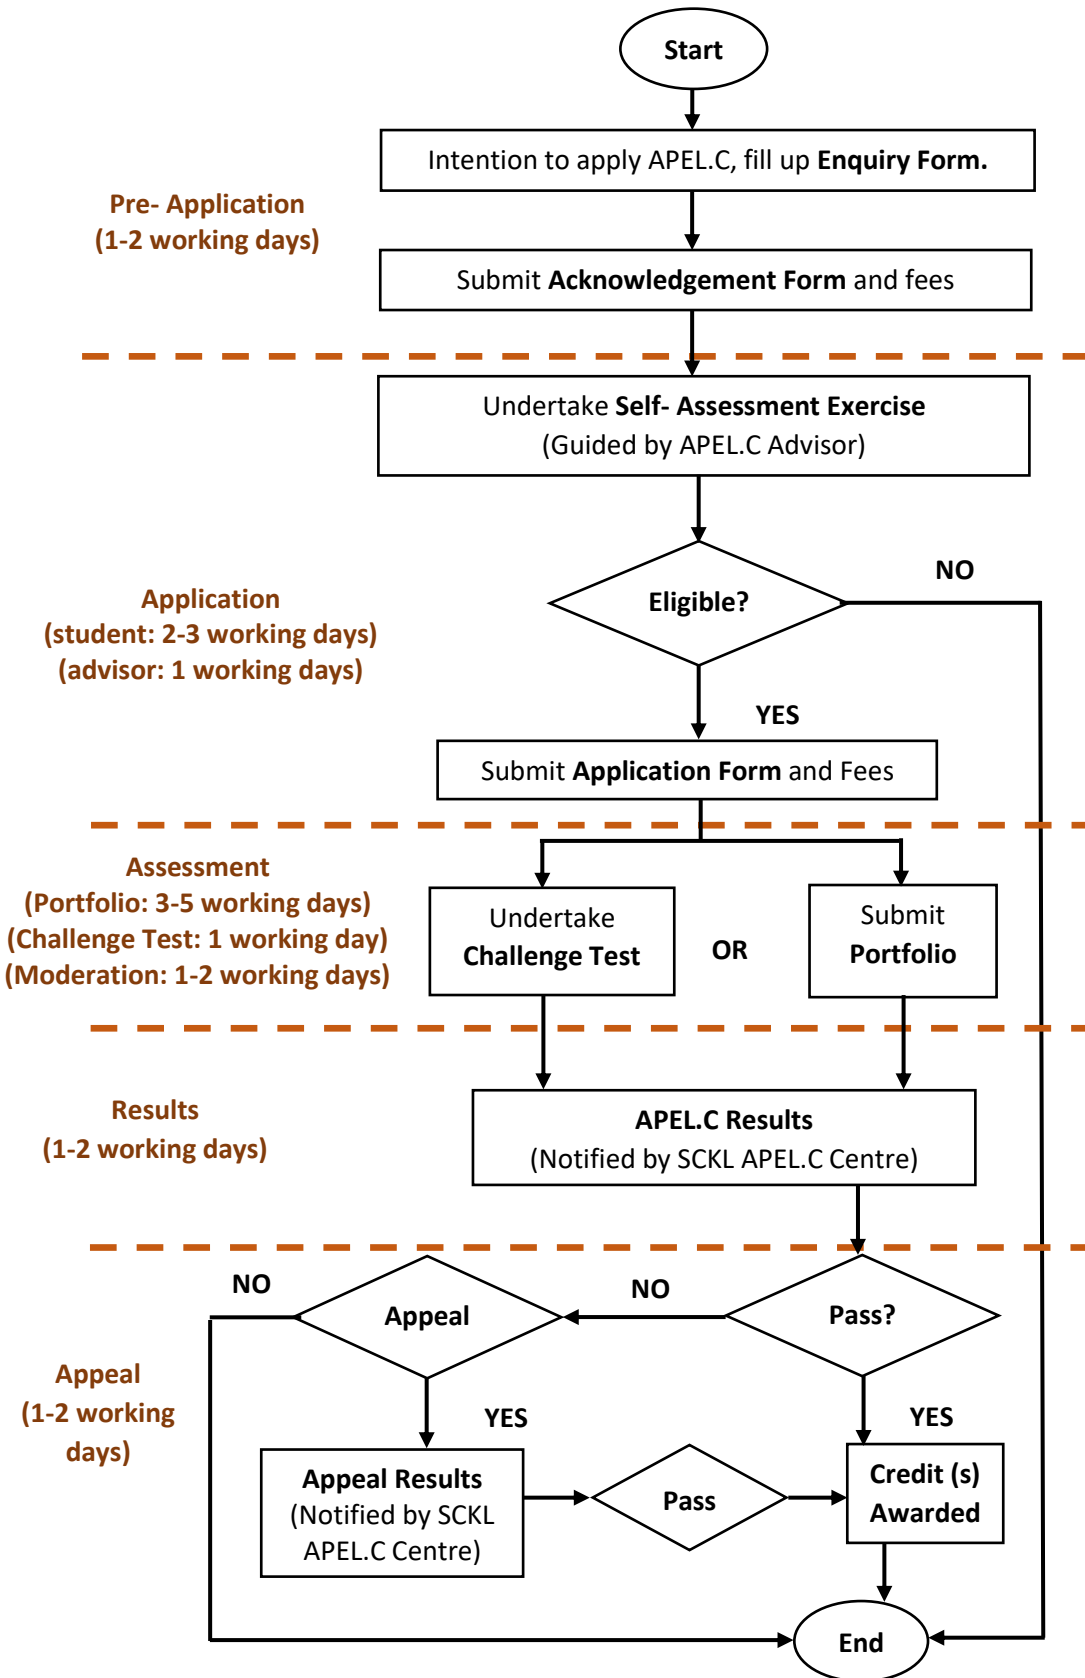 Start
Intention to apply APEL.C, fill up Enquiry Form.
Pre- Application
(1-2 working days)
Submit Acknowledgement Form and fees
Undertake Self- Assessment Exercise
(Guided by APEL.C Advisor)
Application
(student: 2-3 working days)
(advisor: 1 working days)
Eligible?
NO
YES
Submit Application Form and Fees
Assessment
(Portfolio: 3-5 working days)
(Challenge Test: 1 working day)
(Moderation: 1-2 working days)
Undertake
Challenge Test
OR
Submit
Portfolio
Results
(1-2 working days)
APEL.C Results
(Notified by SCKL APEL.C Centre)
NO
Appeal
NO
Pass?
Appeal
(1-2 working
days)
YES
YES
Appeal Results
(Notified by SCKL
APEL.C Centre)
Pass
Credit (s)
Awarded
End